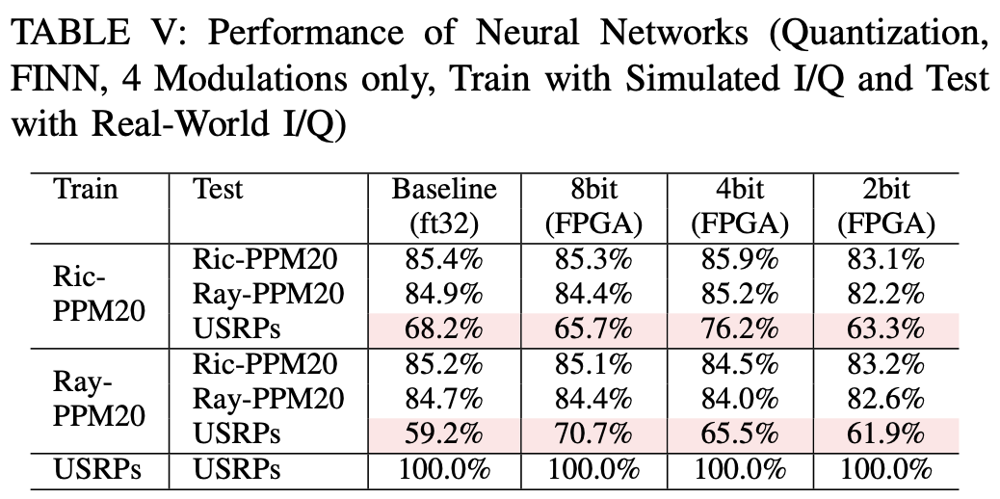 TABLE V: Performance of Neural Networks (Quantization,
FINN, 4 Modulations only, Train with Simulated I/Q and Test
with Real-World I/Q)
Train Test Baseline 8bit 4bit 2bit
(ft32) (FPGA) (FPGA) (FPGA)
Ric-PPM20 85.4% 85.3% 85.9% 83.1%
Ric-
Ray-PPM20 84.9% 84.4% 85.2% 82.2%
PPM20
USRPs 68.2% 65.7% 76.2% 63.3%
Ric-PPM20 85.2% 85.1% 84.5% 83.2%
Ray-
Ray-PPM20 84.7% 84.4% 84.0% 82.6%
PPM20
USRPs 59.2% 70.7% 65.5% 61.9%
USRPs USRPs 100.0% 100.0% 100.0% 100.0%